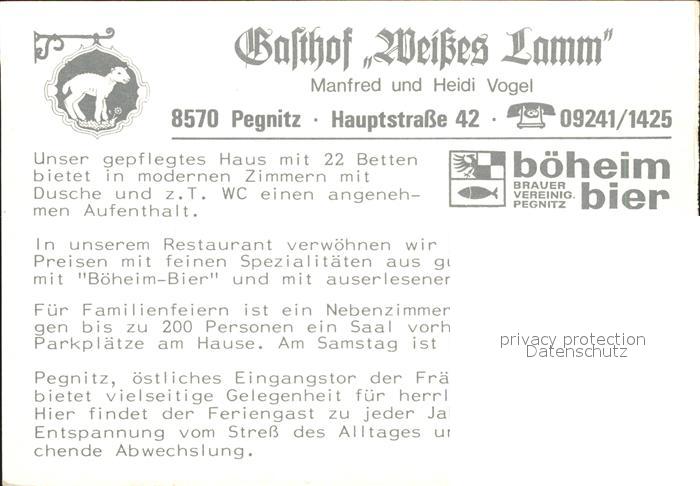 Gasthof „Weißes Lamm"
Manfred und Heidi Vogel
8570 Pegnitz · Hauptstraße 42 · 09241/1425
Unser gepflegtes Haus mit 22 Betten
bietet in modernen Zimmern mit
Dusche und z.T. WC einen angeneh-
men Aufenthalt.
böheim
BRAUER
VEREINIG.
PEGNITZ
bier
In unserem Restaurant verwöhnen wir
Preisen mit feinen Spezialitäten aus
mit "Böheim-Bier" und mit auserlesener
Für Familienfeiern ist ein Nebenzimmer
gen bis zu 200 Personen ein Saal vorh
Parkplätze am Hause. Am Samstag ist
privacy protection
Datenschutz
Pegnitz, östliches Eingangstor der Frä
bietet vielseitige Gelegenheit für herrl
Hier findet der Feriengast zu jeder Ja
Entspannung vom Streß des Alltages
chende Abwechslung.